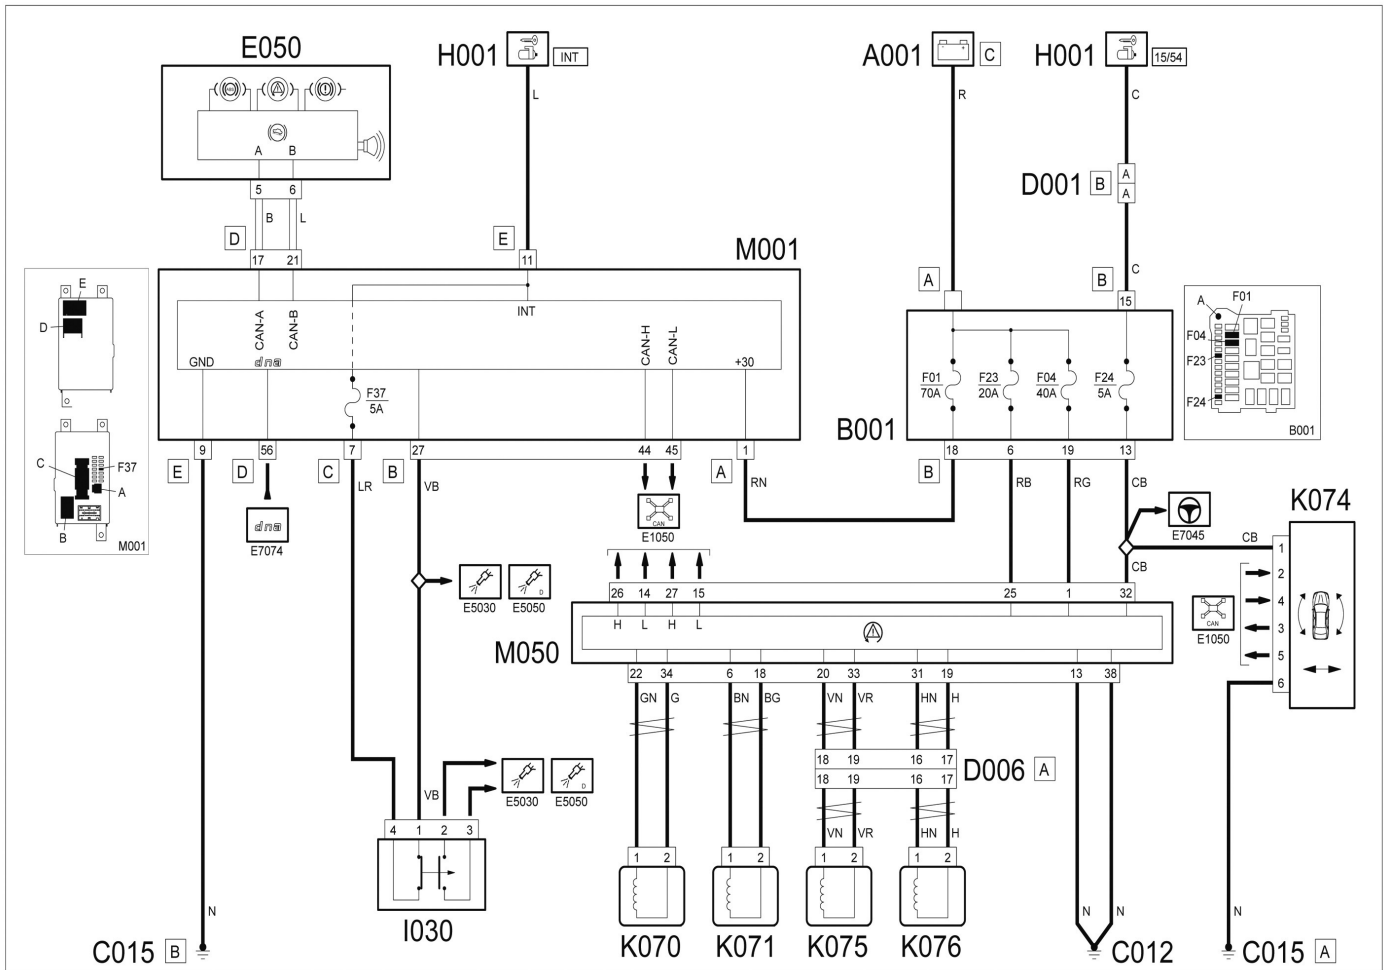 E050
H001
INT
A001 C
H001
15/54
L
R
C
A B
5 6
B L
D001 B
A
A
D
E
M001
C
17 21
11
A
B
15
E
D
CAN-A
CAN-B
INT
CAN-H
CAN-L
GND
dna
+30
F37
5A
F01
70A
F23
20A
F04
40A
F24
5A
A
F01
F04
F23
F24
B001
B001
C
F37
A
B
M001
E 9
D 56
C 7
B 27
44 45
A 1
B 18
6
19
13
LR
VB
RN
RB
RG
CB
K074
dna
E7074
CAN
E1050
E7045
CB
CB
1
2
4
3
5
6
CAN
E1050
E5030
D
E5050
26 14 27 15
25 1 32
H L H L
M050
22 34 6 18 20 33 31 19 13 38
GN G BN BG VN VR HN H
18 19 16 17
18 19 16 17
D006 A
E5030
D
E5050
VB
4 1 2 3
VN VR HN H
1 2
1 2
1 2
1 2
I030
K070
K071
K075
K076
N
N
N
N
C015 B
C012
C015 A